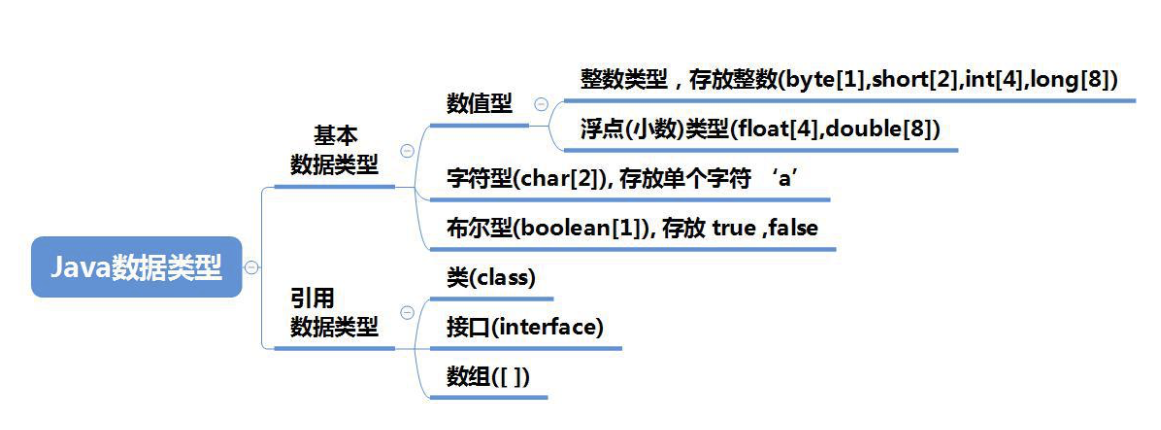 Java数据类型
基本
数据类型
数值型
整数类型，存放整数(byte[1],short[2],int[4],long[8])
浮点(小数)类型(float[4],double[8])
字符型(char[2]), 存放单个字符 ‘a’
布尔型(boolean[1]), 存放 true ,false
引用
数据类型
类(class)
接口(interface)
数组([ ])